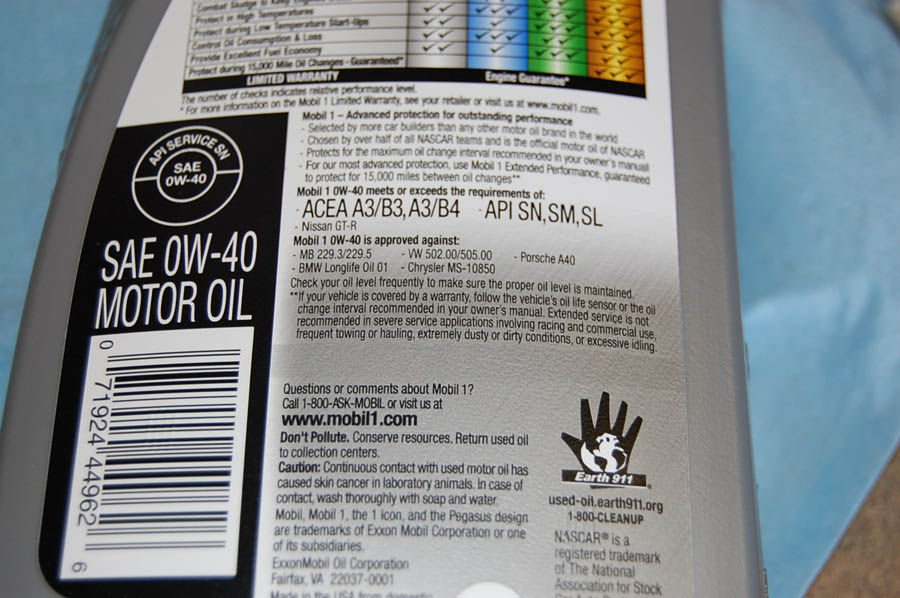 Protect in High Temperatures
Protect during Low Temperature Start-Ups
Control Oil Consumption & Loss
Provide Excellent Fuel Economy
Protect during 15,000 Mile Oil Changes - Guaranteed**
LIMITED WARRANTY
Engine Guarantee*
The number of checks indicates relative performance level.
* For more information on the Mobil 1 Limited Warranty, see your retailer or visit us at www.mobil1.com.
API SERVICE SN
SAE
0W-40
SAE 0W-40
MOTOR OIL
0 71924 44962 6
Mobil 1 – Advanced protection for outstanding performance
- Selected by more car builders than any other motor oil brand in the world
- Chosen by over half of all NASCAR teams and is the official motor oil of NASCAR
- Protects for the maximum oil change interval recommended in your owner's manual
- For our most advanced protection, use Mobil 1 Extended Performance, guaranteed
to protect for 15,000 miles between oil changes**
Mobil 1 0W-40 meets or exceeds the requirements of:
- ACEA A3/B3, A3/B4 - API SN,SM,SL
- Nissan GT-R
Mobil 1 0W-40 is approved against:
- MB 229.3/229.5 - VW 502.00/505.00 - Porsche A40
- BMW Longlife Oil 01 - Chrysler MS-10850
Check your oil level frequently to make sure the proper oil level is maintained.
**If your vehicle is covered by a warranty, follow the vehicle's oil life sensor or the oil
change interval recommended in your owner's manual. Extended service is not
recommended in severe service applications involving racing and commercial use,
frequent towing or hauling, extremely dusty or dirty conditions, or excessive idling.
Questions or comments about Mobil 1?
Call 1-800-ASK-MOBIL or visit us at
www.mobil1.com
Don't Pollute. Conserve resources. Return used oil
to collection centers.
Caution: Continuous contact with used motor oil has
caused skin cancer in laboratory animals. In case of
contact, wash thoroughly with soap and water.
Mobil, Mobil 1, the 1 Icon, and the Pegasus design
are trademarks of Exxon Mobil Corporation or one
of its subsidiaries.
ExxonMobil Oil Corporation
Fairfax, VA 22037-0001
Made in the USA from domestic
Earth 911
used-oil.earth911.org
1-800-CLEANUP
NASCAR® is a
registered trademark
of The National
Association for Stock